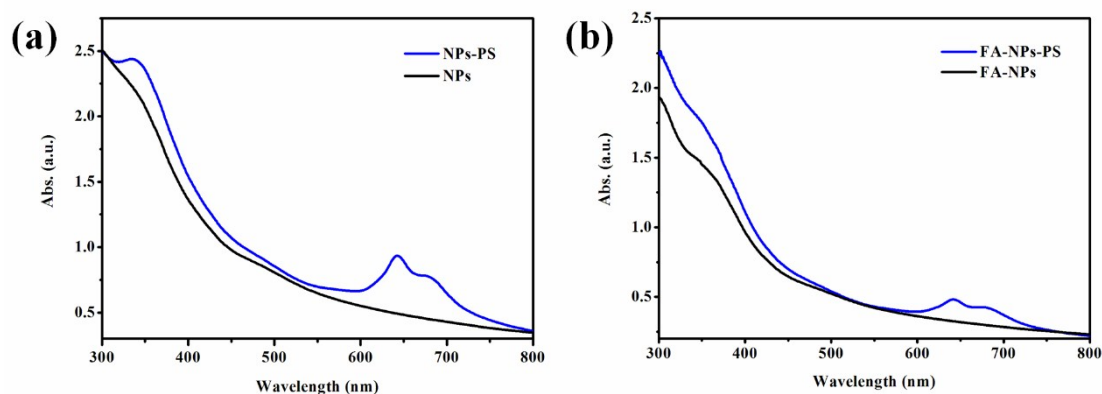 (a)
NPs-PS
NPs
2.5
2.0
1.5
1.0
0.5
Abs. (a.u.)
300 400 500 600 700 800
Wavelength (nm)
(b)
FA-NPs-PS
FA-NPs
2.5
2.0
1.5
1.0
0.5
Abs. (a.u.)
300 400 500 600 700 800
Wavelength (nm)